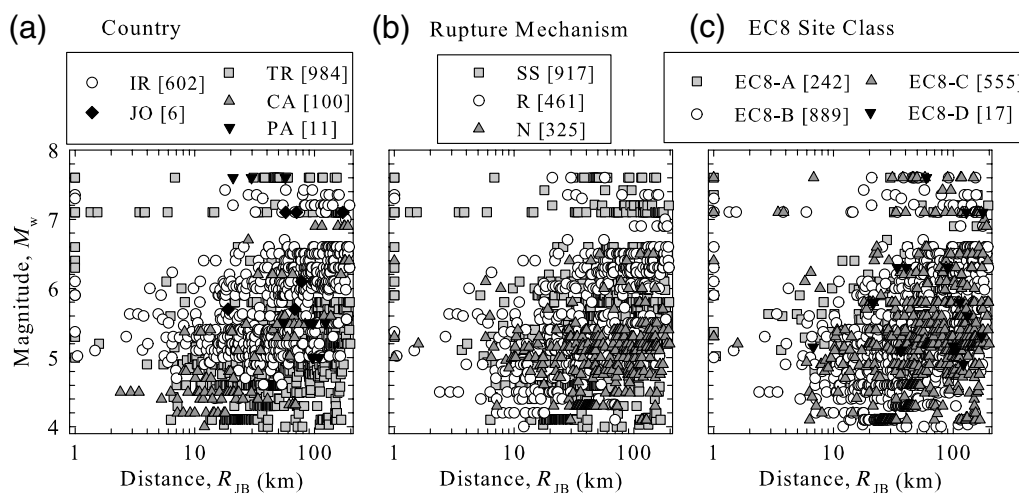 (a) Country
IR [602]
JO [6]
TR [984]
CA [100]
PA [11]
(b) Rupture Mechanism
SS [917]
R [461]
N [325]
(c) EC8 Site Class
EC8-A [242]
EC8-B [889]
EC8-C [555]
EC8-D [17]
Magnitude, Mw
8
7
6
5
4
1 10 100
Distance, RJB (km)
1 10 100
Distance, RJB (km)
1 10 100
Distance, RJB (km)